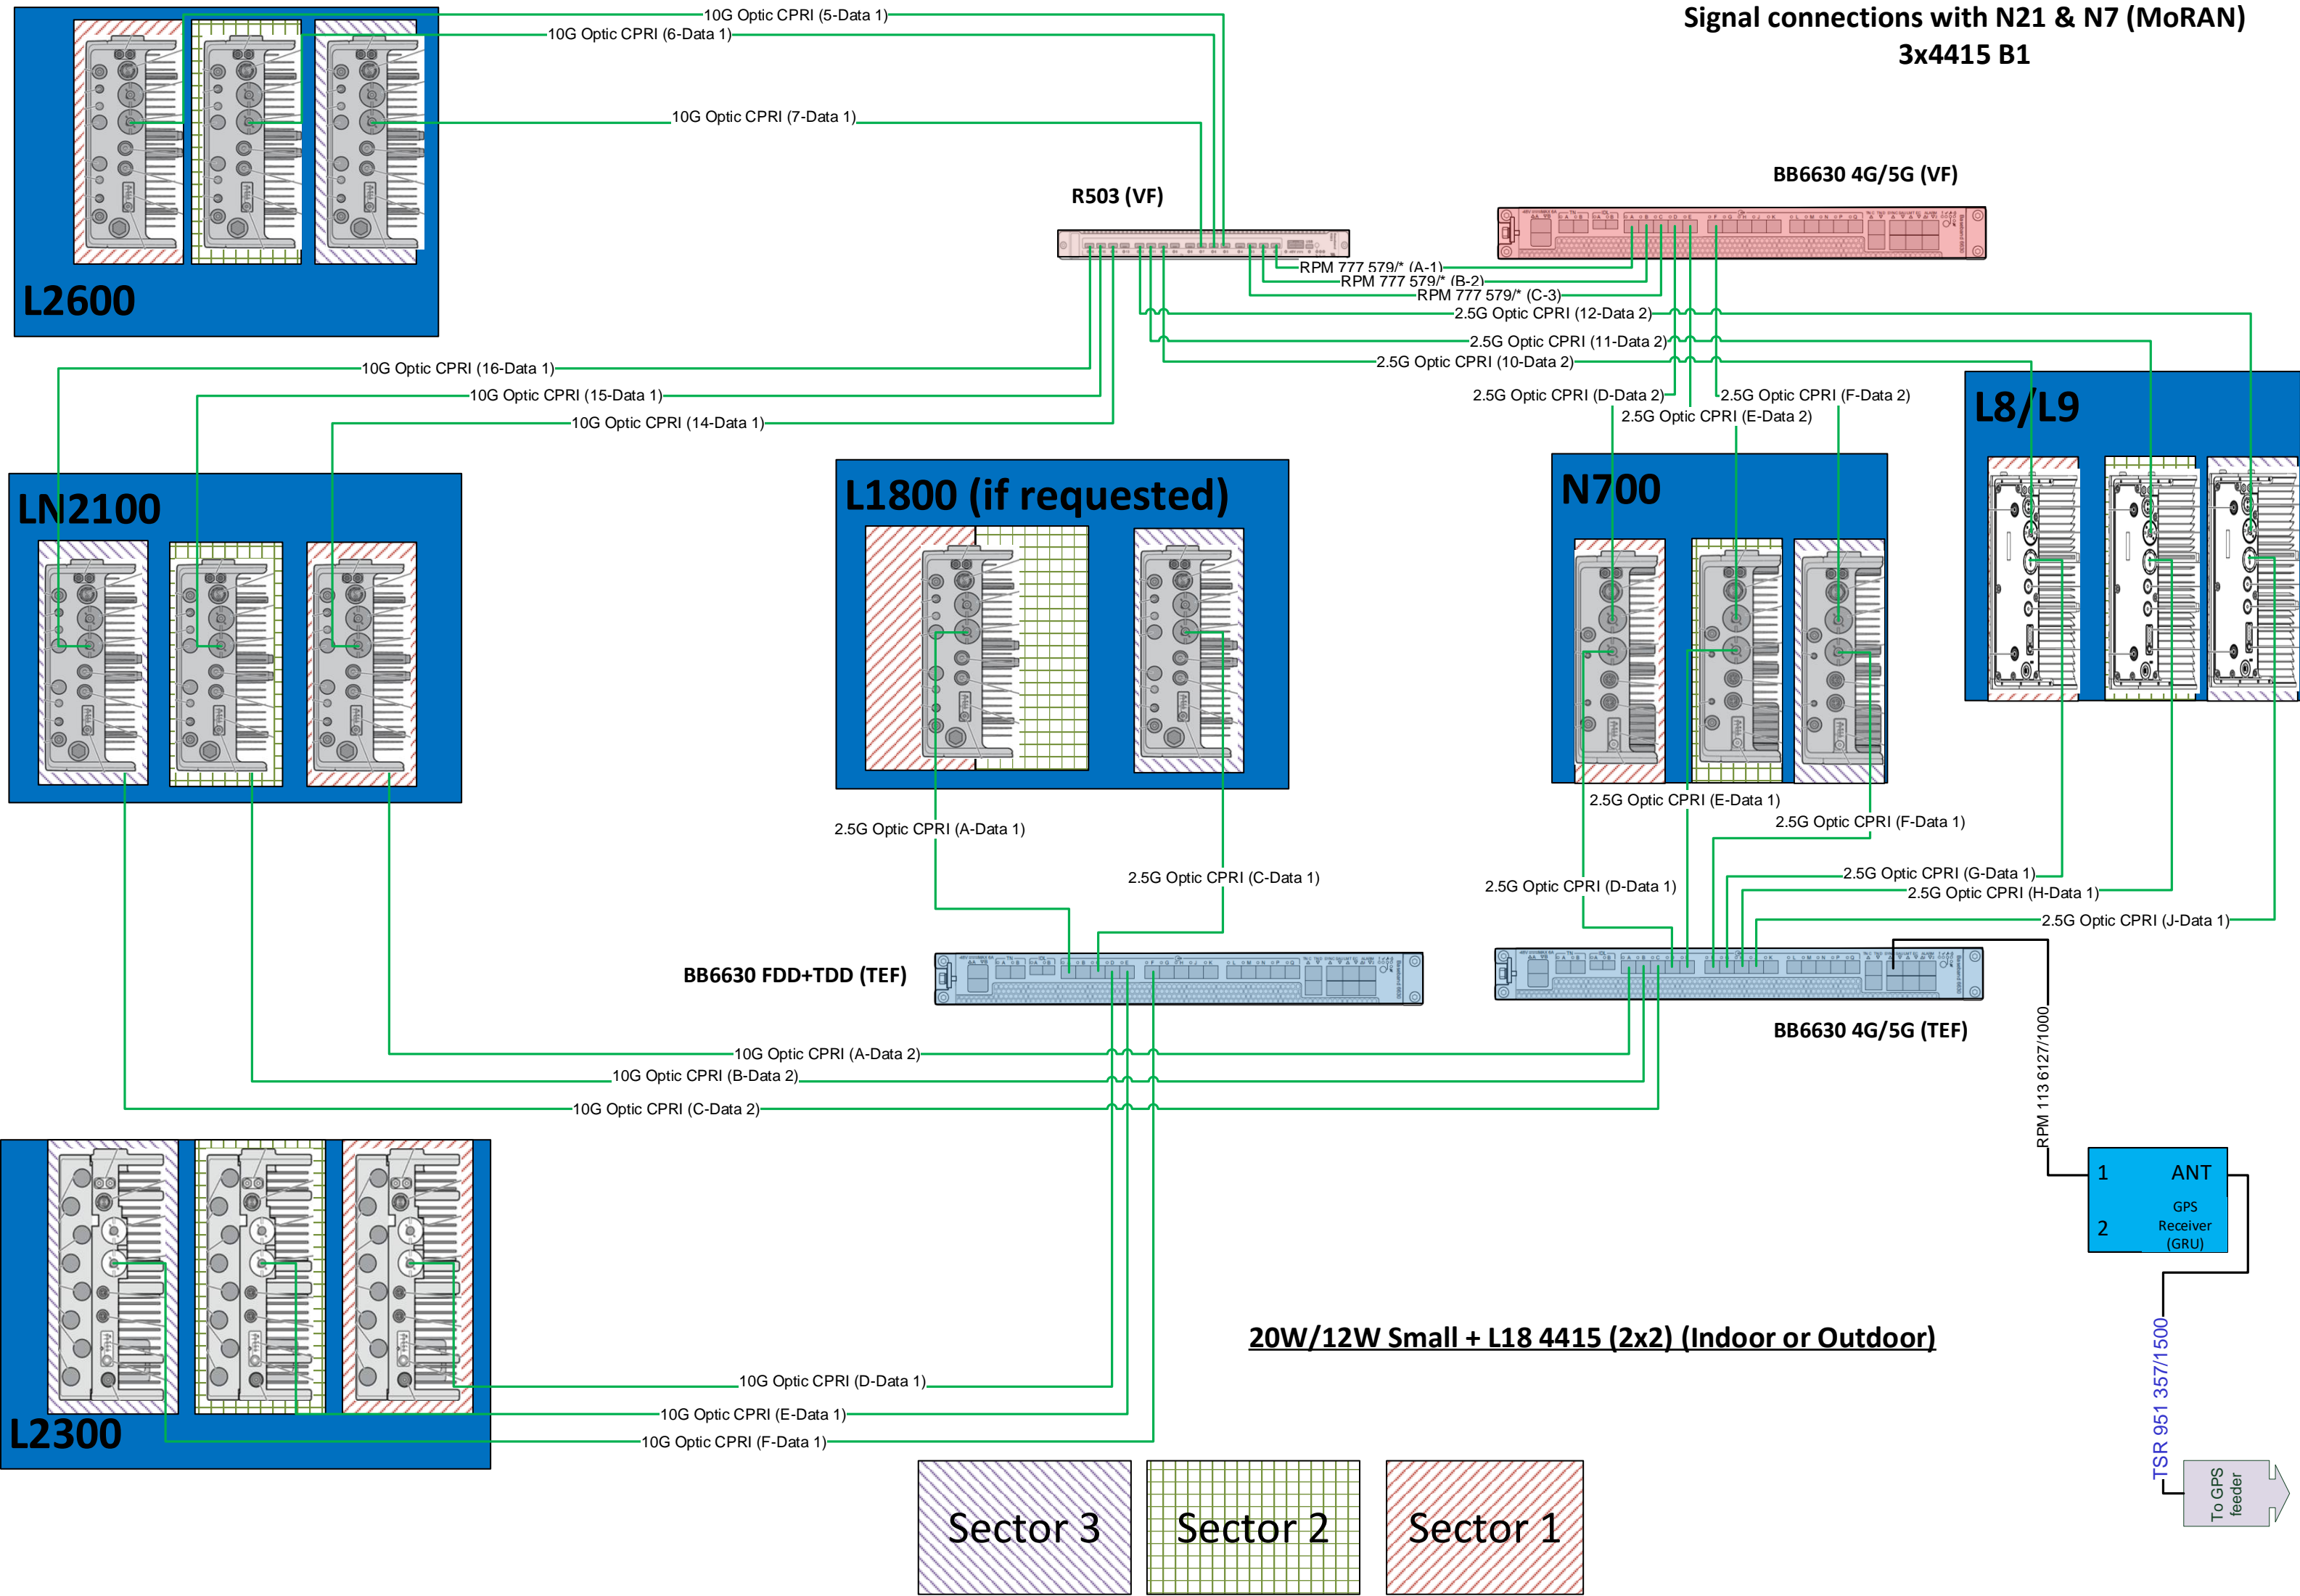 Signal connections with N21 & N7 (MoRAN)
3x4415 B1
10G Optic CPRI (5-Data 1)
10G Optic CPRI (6-Data 1)
10G Optic CPRI (7-Data 1)
L2600
R503 (VF)
BB6630 4G/5G (VF)
RPM 777 579/* (A-1)
RPM 777 579/* (B-2)
RPM 777 579/* (C-3)
2.5G Optic CPRI (12-Data 2)
2.5G Optic CPRI (11-Data 2)
2.5G Optic CPRI (10-Data 2)
10G Optic CPRI (16-Data 1)
10G Optic CPRI (15-Data 1)
10G Optic CPRI (14-Data 1)
2.5G Optic CPRI (D-Data 2)
2.5G Optic CPRI (F-Data 2)
2.5G Optic CPRI (E-Data 2)
L8/L9
LN2100
L1800 (if requested)
N700
2.5G Optic CPRI (A-Data 1)
2.5G Optic CPRI (C-Data 1)
2.5G Optic CPRI (E-Data 1)
2.5G Optic CPRI (F-Data 1)
2.5G Optic CPRI (D-Data 1)
2.5G Optic CPRI (G-Data 1)
2.5G Optic CPRI (H-Data 1)
2.5G Optic CPRI (J-Data 1)
BB6630 FDD+TDD (TEF)
BB6630 4G/5G (TEF)
10G Optic CPRI (A-Data 2)
10G Optic CPRI (B-Data 2)
10G Optic CPRI (C-Data 2)
RPM 113 6127/1000
1 ANT
2
GPS
Receiver
(GRU)
L2300
10G Optic CPRI (D-Data 1)
10G Optic CPRI (E-Data 1)
10G Optic CPRI (F-Data 1)
20W/12W Small + L18 4415 (2x2) (Indoor or Outdoor)
TSR 951 357/1500
To GPS
feeder
Sector 3
Sector 2
Sector 1